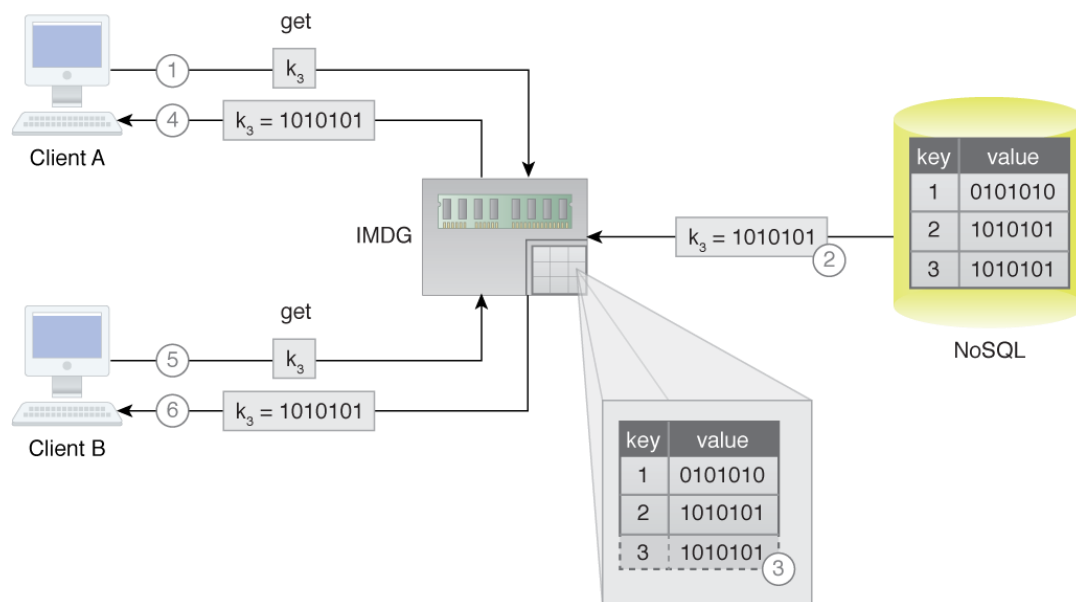 get
1
k3
4
k3 = 1010101
Client A
IMDG
k3 = 1010101
2
key value
1 0101010
2 1010101
3 1010101
NoSQL
get
5
k3
6
k3 = 1010101
Client B
key value
1 0101010
2 1010101
3 1010101
3